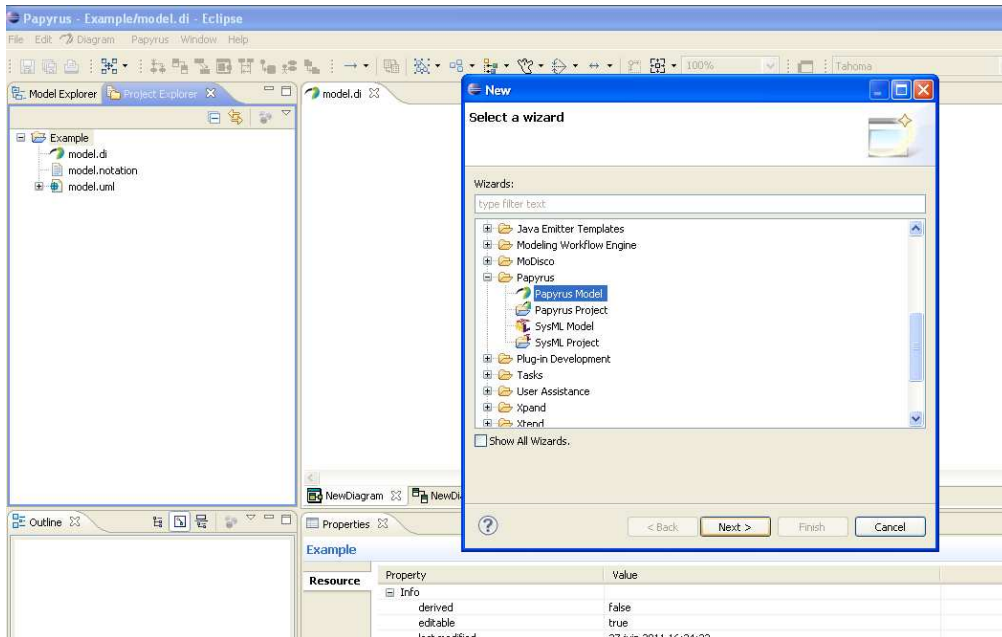 Papyrus - Example/model.di - Eclipse
File Edit Diagram Papyrus Window Help
100%
Tahoma
Model Explorer Project Explorer
Example
model.di
model.notation
model.uml
model.di
NewDiagram
Outline
Properties
Example
Resource
Property Value
Info
derived false
editable true
New
Select a wizard
Wizards:
type filter text
Java Emitter Templates
Modeling Workflow Engine
MoDisco
Papyrus
Papyrus Model
Papyrus Project
SysML Model
SysML Project
Plug-in Development
Tasks
User Assistance
Xpand
Xtend
Show All Wizards.
< Back Next > Finish Cancel